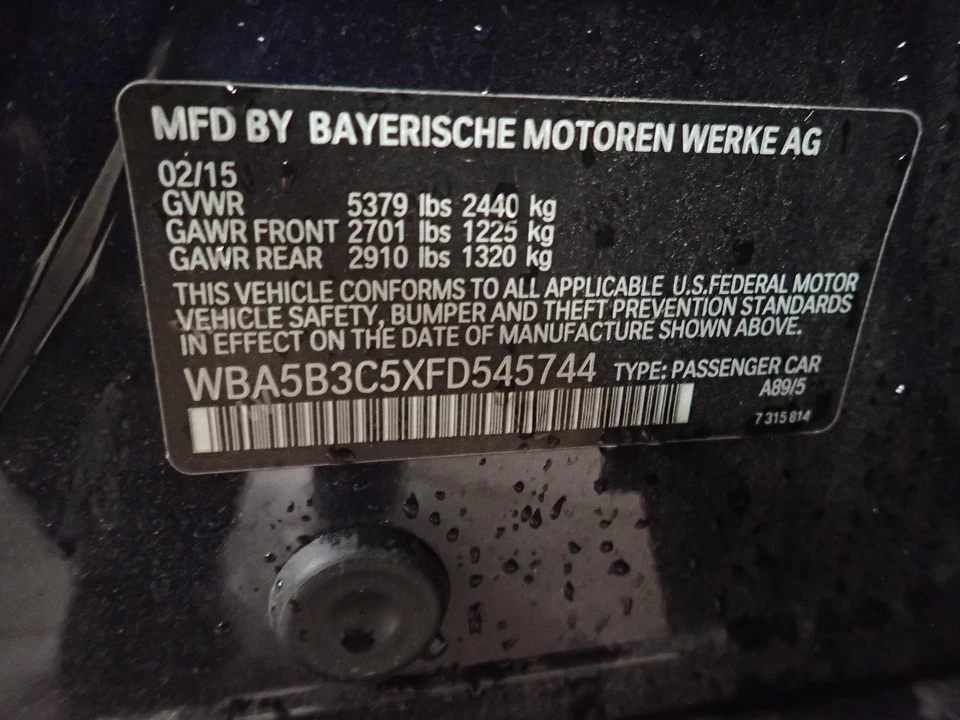 MFD BY BAYERISCHE MOTOREN WERKE AG
02/15
GVWR 5379 lbs 2440 kg
GAWR FRONT 2701 lbs 1225 kg
GAWR REAR 2910 lbs 1320 kg
THIS VEHICLE CONFORMS TO ALL APPLICABLE U.S.FEDERAL MOTOR
VEHICLE SAFETY, BUMPER AND THEFT PREVENTION STANDARDS
IN EFFECT ON THE DATE OF MANUFACTURE SHOWN ABOVE.
WBA5B3C5XFD545744 TYPE: PASSENGER CAR
A89/5
7 315 814